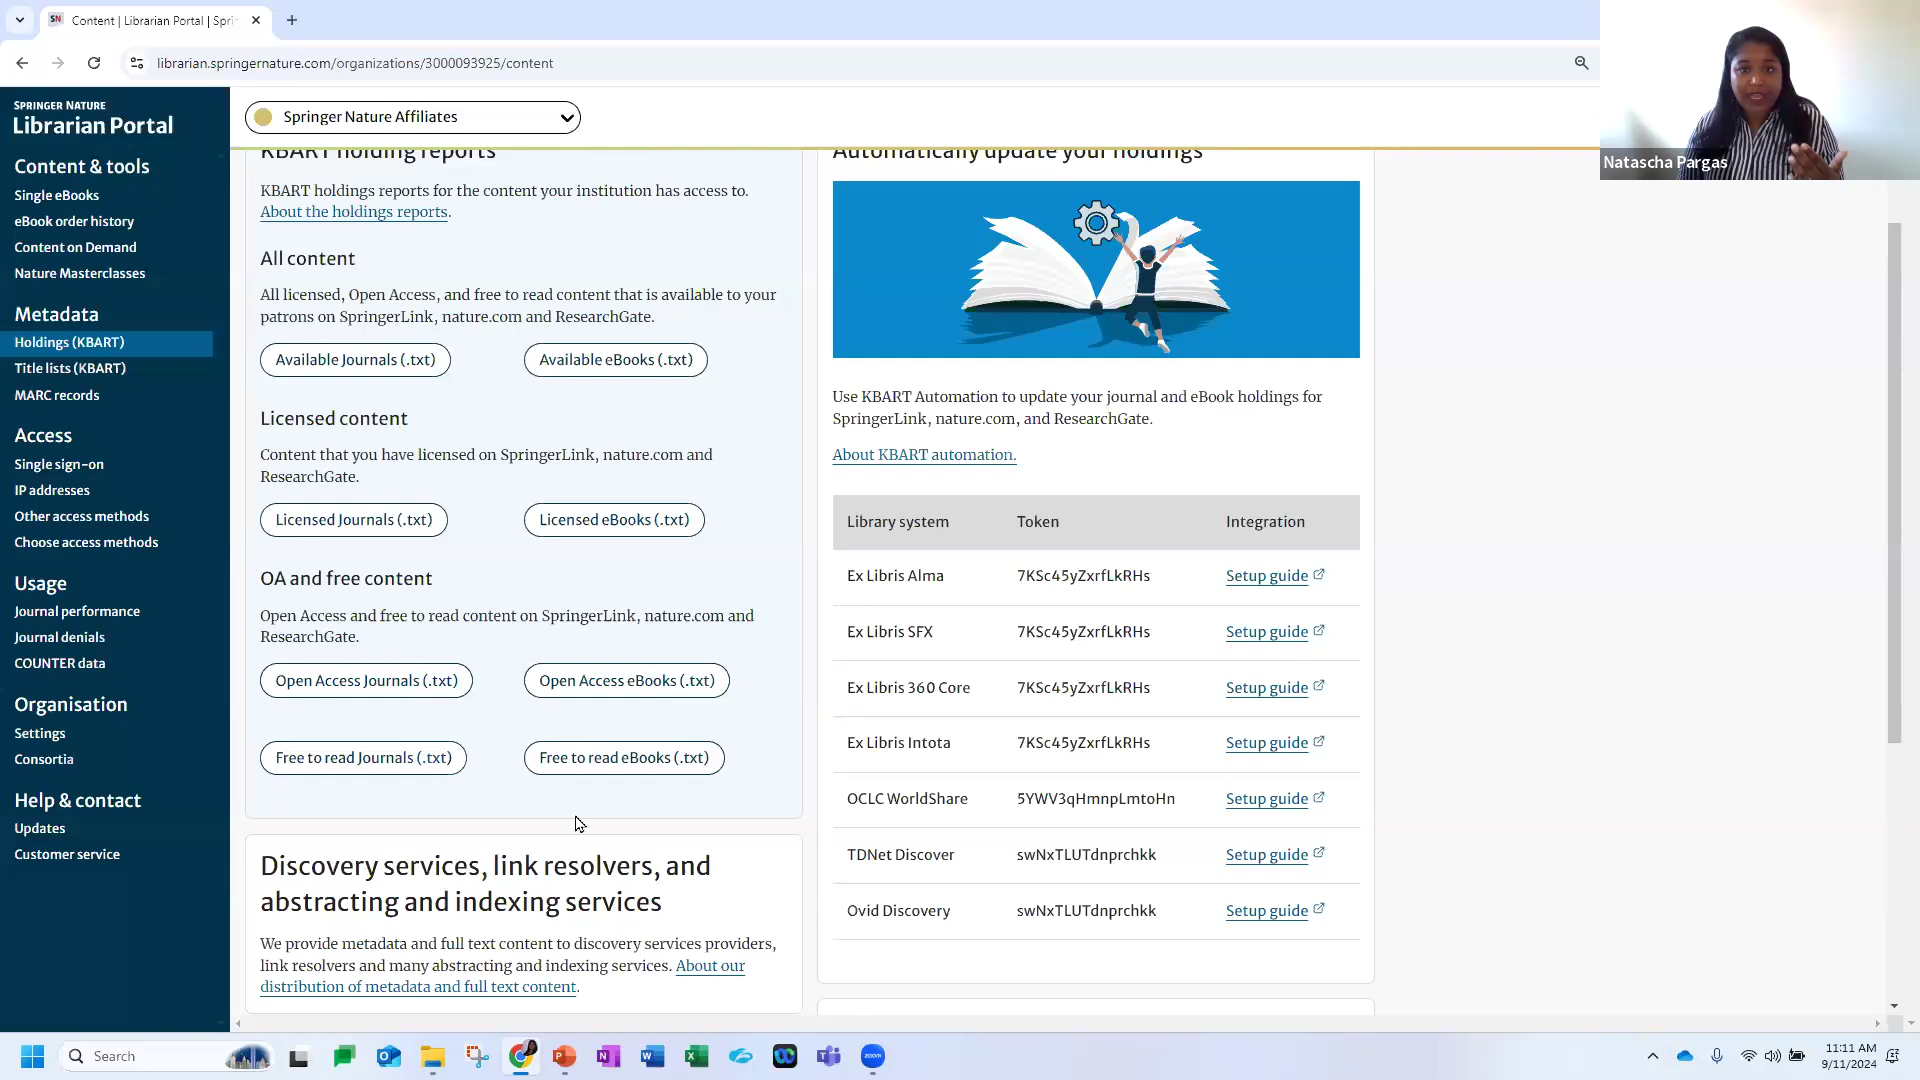 Content | Librarian Portal | Spri
librarian.springernature.com/organizations/3000093925/content
Natascha Pargas
SPRINGER NATURE
Librarian Portal
Content & tools
Single eBooks
eBook order history
Content on Demand
Nature Masterclasses
Metadata
Holdings (KBART)
Title lists (KBART)
MARC records
Access
Single sign-on
IP addresses
Other access methods
Choose access methods
Usage
Journal performance
Journal denials
COUNTER data
Organisation
Settings
Consortia
Help & contact
Updates
Customer service
Springer Nature Affiliates
KBART holding reports
KBART holdings reports for the content your institution has access to.
About the holdings reports.
All content
All licensed, Open Access, and free to read content that is available to your
patrons on SpringerLink, nature.com and ResearchGate.
Available Journals (.txt)
Available eBooks (.txt)
Licensed content
Content that you have licensed on SpringerLink, nature.com and
ResearchGate.
Licensed Journals (.txt)
Licensed eBooks (.txt)
OA and free content
Open Access and free to read content on SpringerLink, nature.com and
ResearchGate.
Open Access Journals (.txt)
Open Access eBooks (.txt)
Free to read Journals (.txt)
Free to read eBooks (.txt)
Discovery services, link resolvers, and
abstracting and indexing services
We provide metadata and full text content to discovery services providers,
link resolvers and many abstracting and indexing services. About our
distribution of metadata and full text content.
Automatically update your holdings
Use KBART Automation to update your journal and eBook holdings for
SpringerLink, nature.com, and ResearchGate.
About KBART automation.
Library system Token Integration
Ex Libris Alma 7KSc45yZxrfLkRHs Setup guide
Ex Libris SFX 7KSc45yZxrfLkRHs Setup guide
Ex Libris 360 Core 7KSc45yZxrfLkRHs Setup guide
Ex Libris Intota 7KSc45yZxrfLkRHs Setup guide
OCLC WorldShare 5YWV3qHmnpLmtoHn Setup guide
TDNet Discover swNxTLUTdnprchkk Setup guide
Ovid Discovery swNxTLUTdnprchkk Setup guide
Search
zoom
11:11 AM
9/11/2024